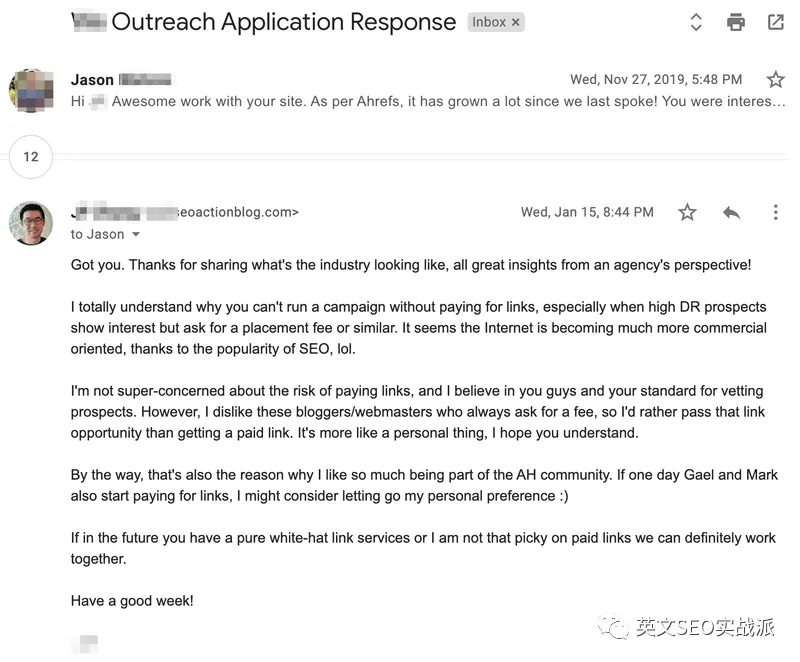 Outreach Application Response Inbox ×
Jason Wed, Nov 27, 2019, 5:48 PM
Hi Awesome work with your site. As per Ahrefs, it has grown a lot since we last spoke! You were interes…
12
seoactionblog.com> Wed, Jan 15, 8:44 PM
to Jason
Got you. Thanks for sharing what's the industry looking like, all great insights from an agency's perspective!
I totally understand why you can't run a campaign without paying for links, especially when high DR prospects
show interest but ask for a placement fee or similar. It seems the Internet is becoming much more commercial
oriented, thanks to the popularity of SEO, lol.
I'm not super-concerned about the risk of paying links, and I believe in you guys and your standard for vetting
prospects. However, I dislike these bloggers/webmasters who always ask for a fee, so I'd rather pass that link
opportunity than getting a paid link. It's more like a personal thing, I hope you understand.
By the way, that's also the reason why I like so much being part of the AH community. If one day Gael and Mark
also start paying for links, I might consider letting go my personal preference :)
If in the future you have a pure white-hat link services or I am not that picky on paid links we can definitely work
together.
Have a good week!
英文SEO实战派